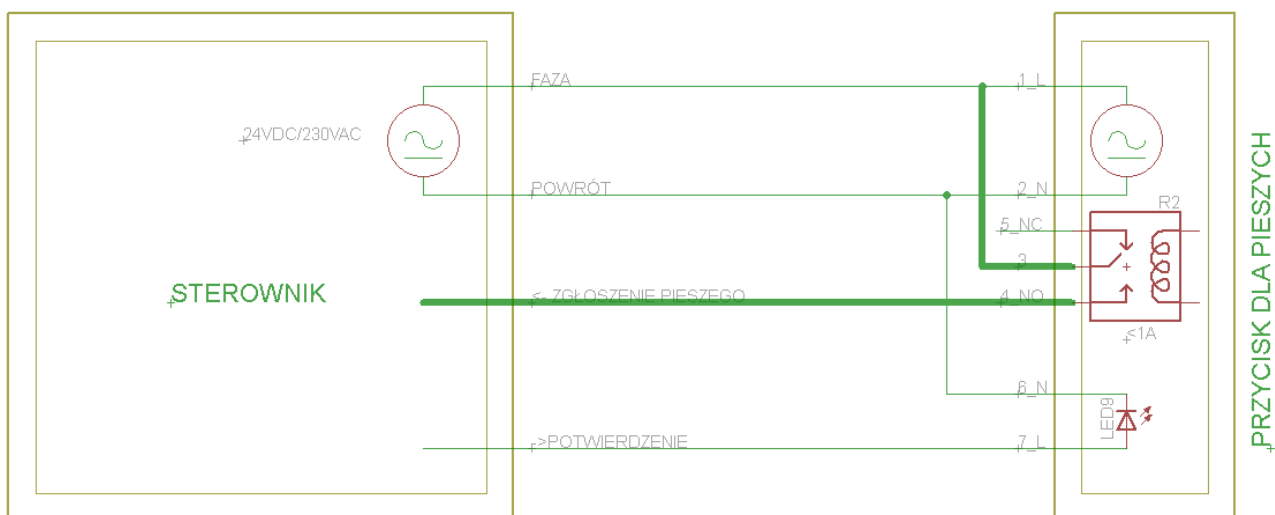 FAZA
1_L
24VDC/230VAC
POWRÓT
2_N
R2
5_NC
3
STEROWNIK
<- ZGŁOSZENIE PIESZEGO
4_NO
<1A
6_N
LED9
->POTWIERDZENIE
7_L
PRZYCISK DLA PIESZYCH